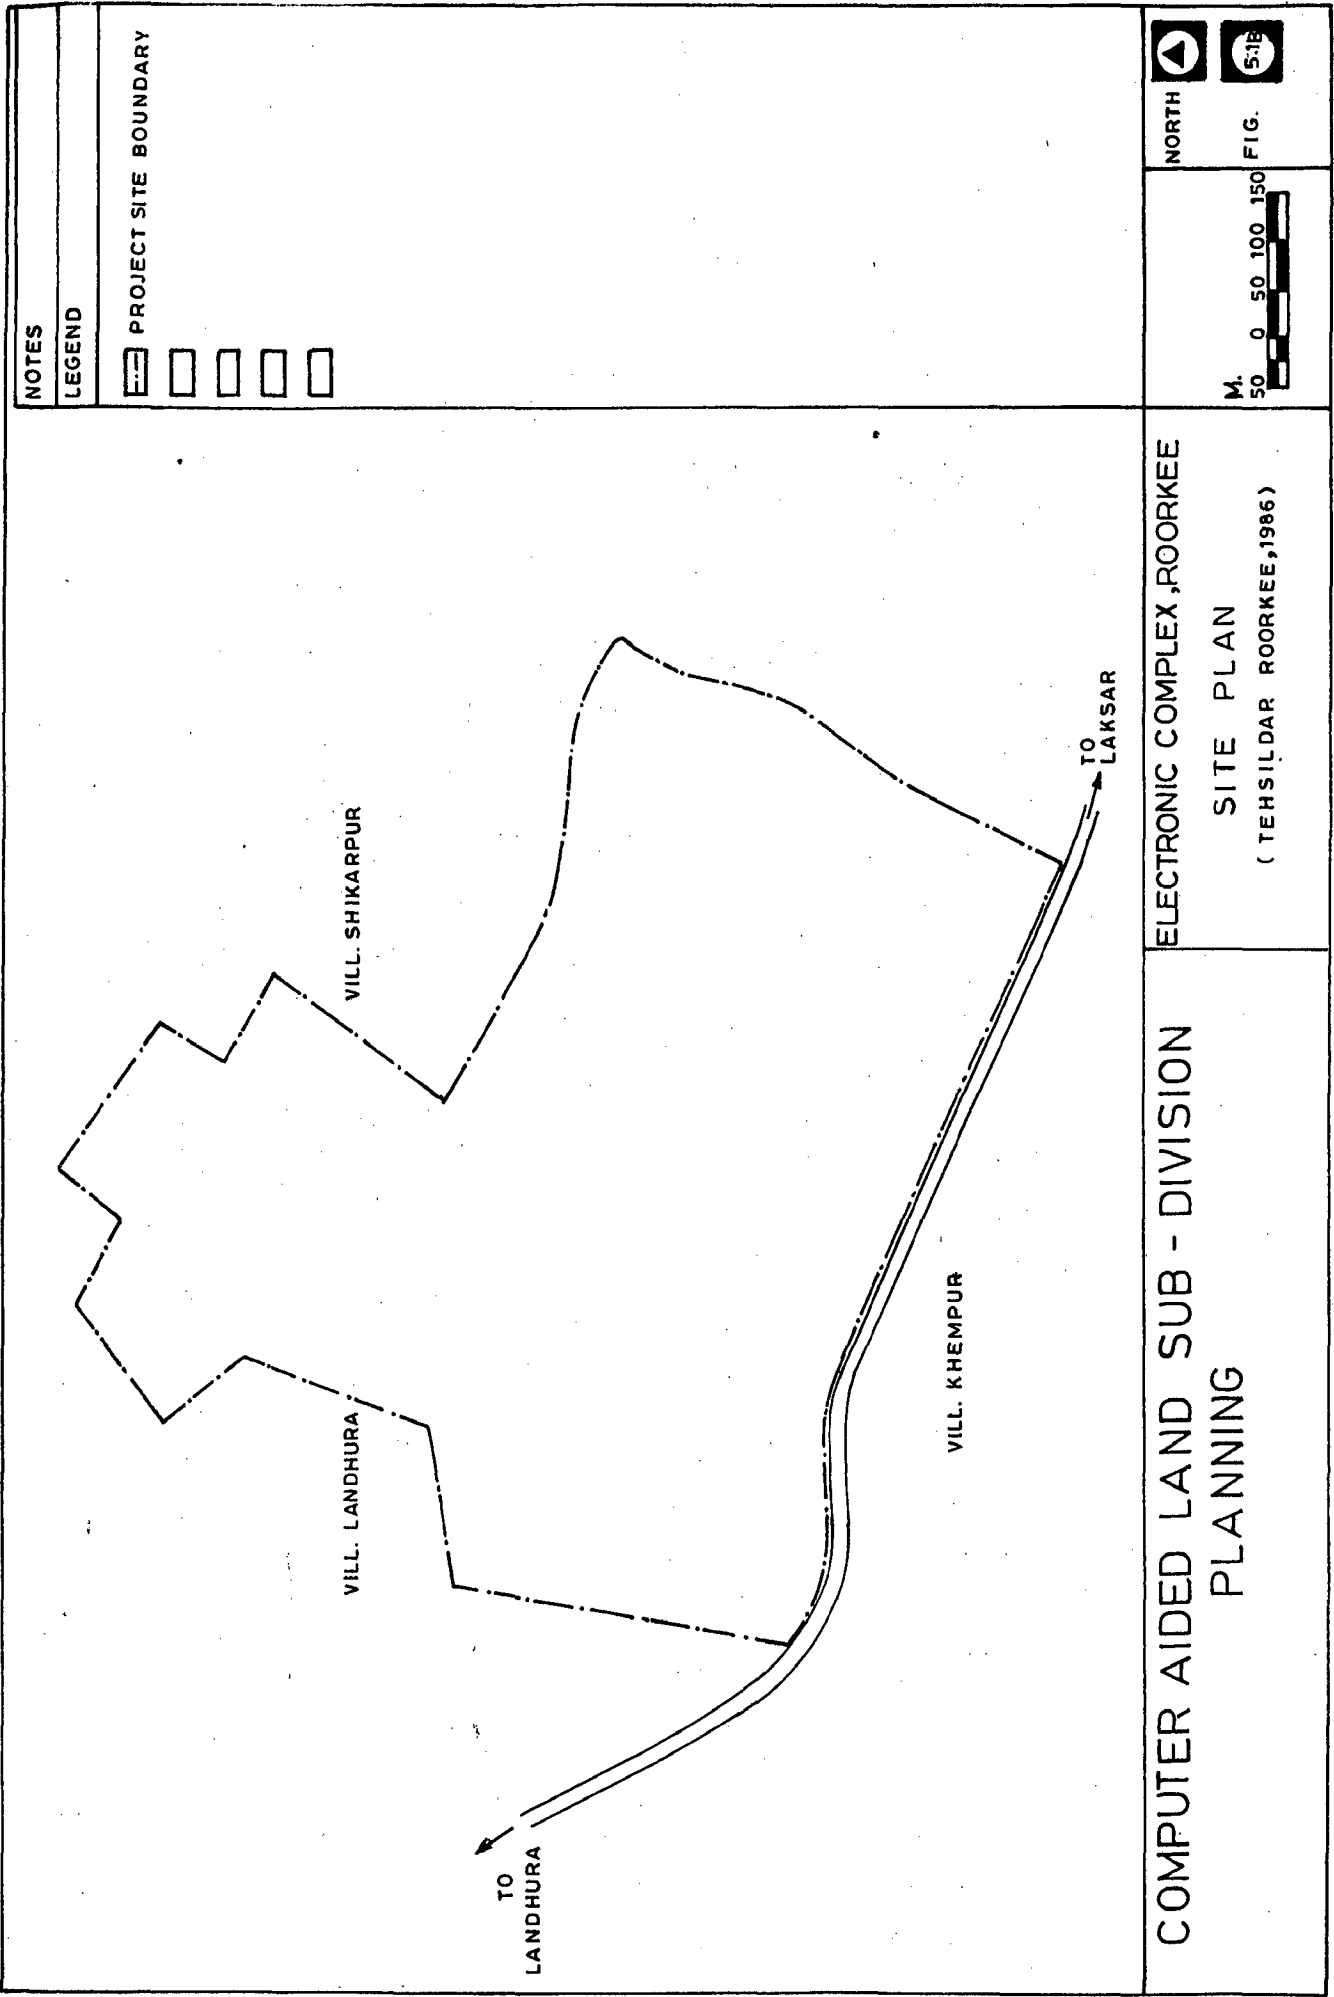 NOTES
LEGEND
PROJECT SITE BOUNDARY
VILL. SHIKARPUR
VILL. LANDHURA
VILL. KHEMPUR
TO
LANDHURA
TO
LAKSAR
COMPUTER AIDED LAND SUB - DIVISION
PLANNING
ELECTRONIC COMPLEX, ROORKEE
SITE PLAN
(TEHSILDAR ROORKEE, 1986)
M.
50 0 50 100 150
NORTH
FIG. 5.1B